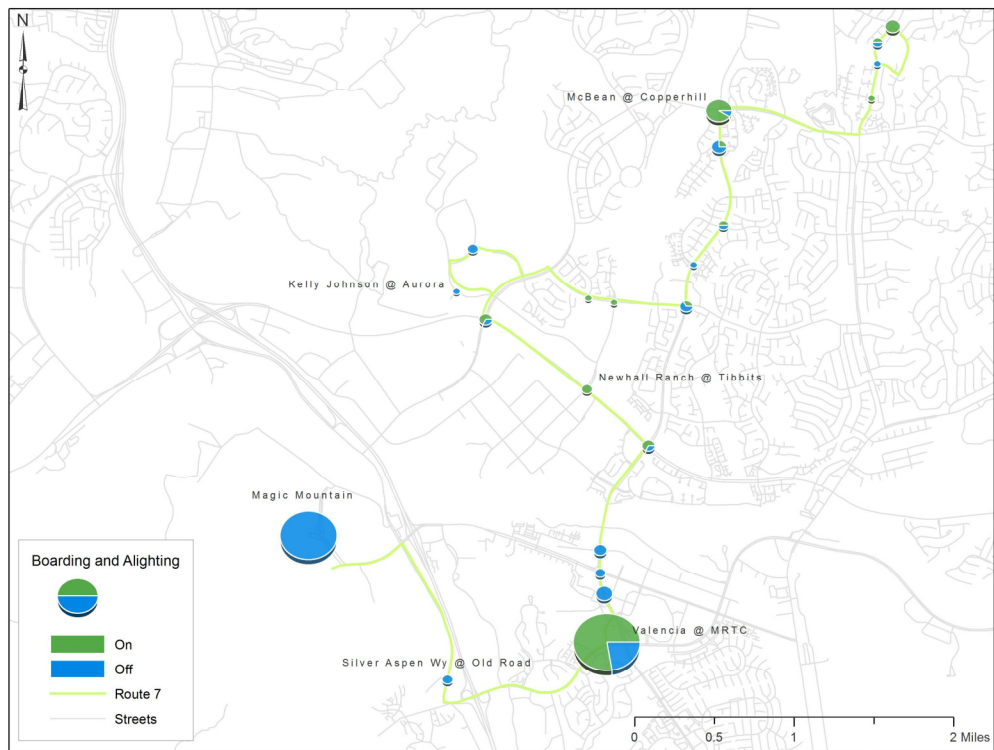 N
McBean @ Copperhill
Kelly Johnson @ Aurora
Newhall Ranch @ Tibbits
Magic Mountain
Valencia @ MRTC
Silver Aspen Wy @ Old Road
Boarding and Alighting
On
Off
Route 7
Streets
0 0.5 1 2 Miles